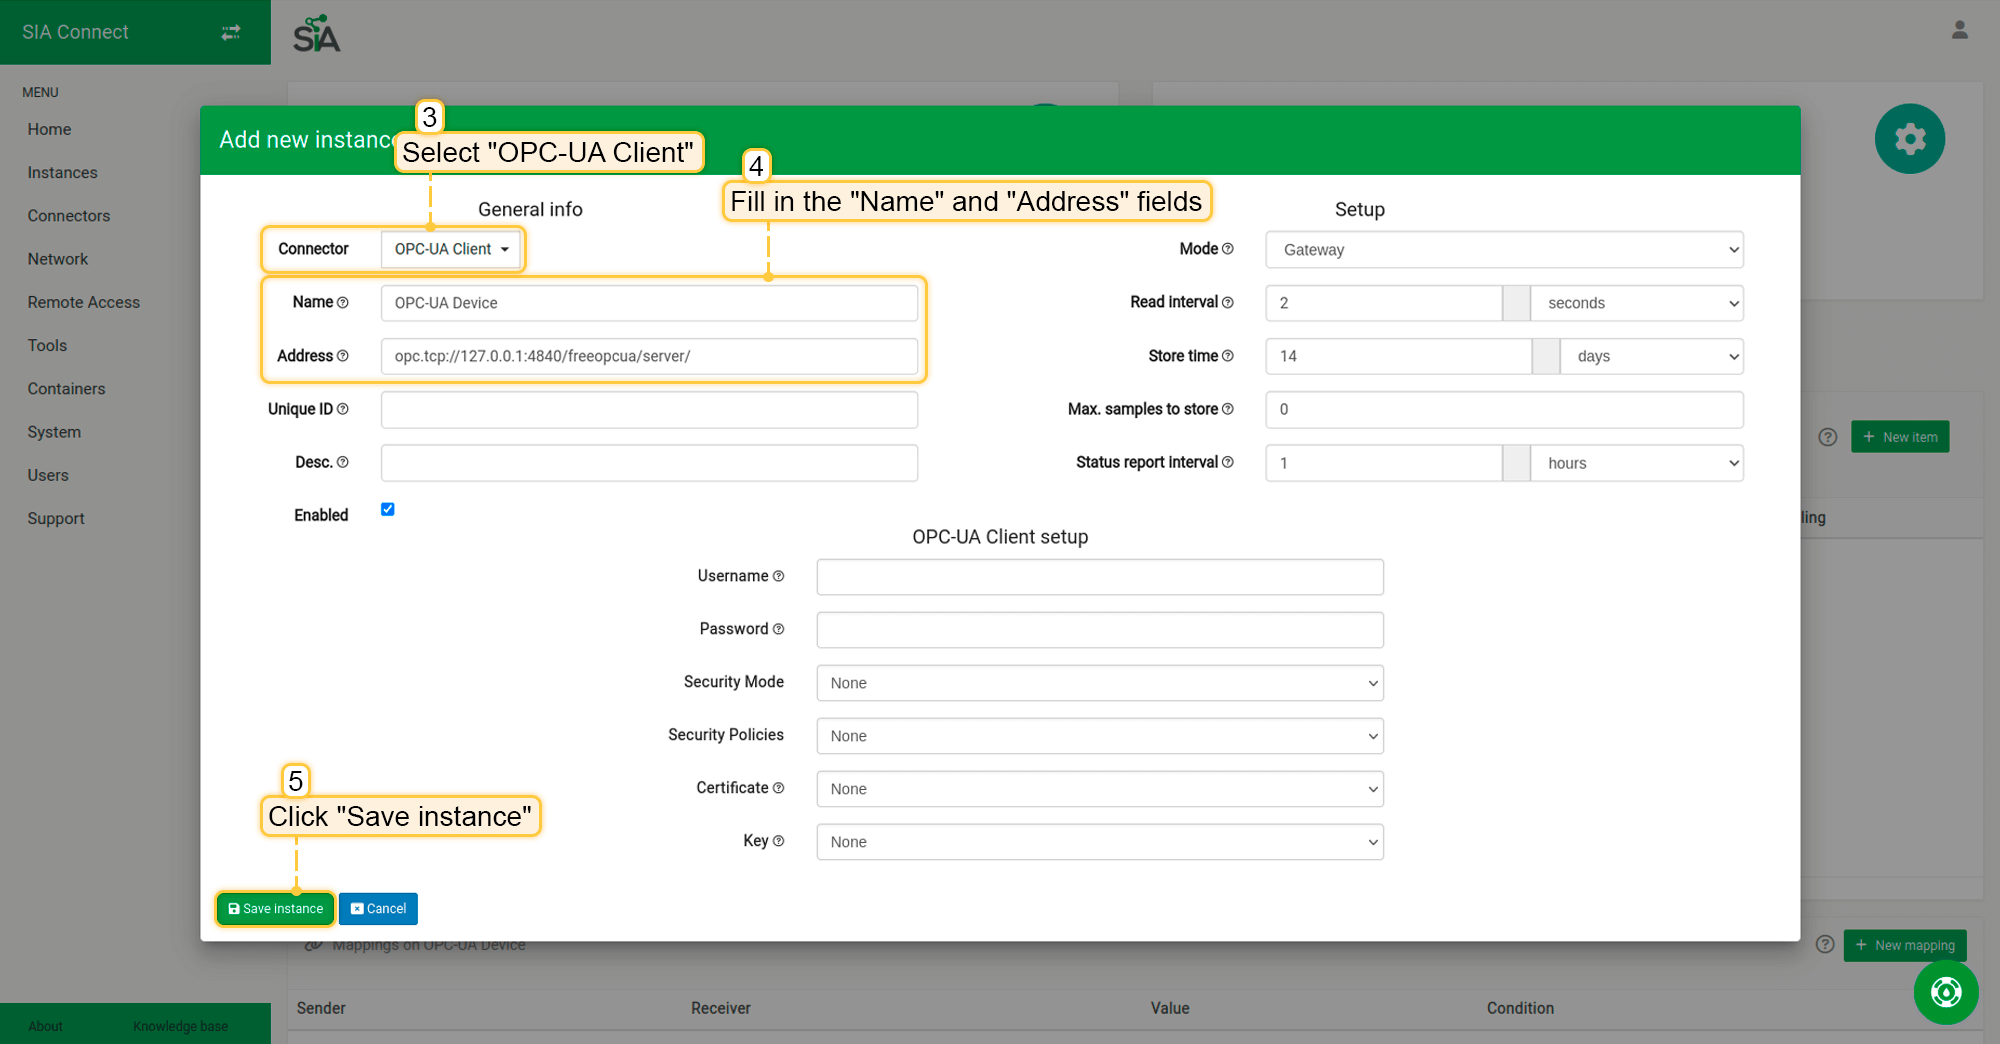 SIA Connect
SIA
MENU
Home
Instances
Connectors
Network
Remote Access
Tools
Containers
System
Users
Support
About
Knowledge base
Add new instanc
3
Select "OPC-UA Client"
4
Fill in the "Name" and "Address" fields
General info
Connector OPC-UA Client
Name OPC-UA Device
Address opc.tcp://127.0.0.1:4840/freeopcua/server/
Unique ID
Desc.
Enabled
Setup
Mode Gateway
Read interval 2 seconds
Store time 14 days
Max. samples to store 0
Status report interval 1 hours
OPC-UA Client setup
Username
Password
Security Mode None
Security Policies None
Certificate None
Key None
5
Click "Save instance"
Save instance Cancel
+ New item
ling
Mappings on OPC-UA Device
+ New mapping
Sender Receiver Value Condition